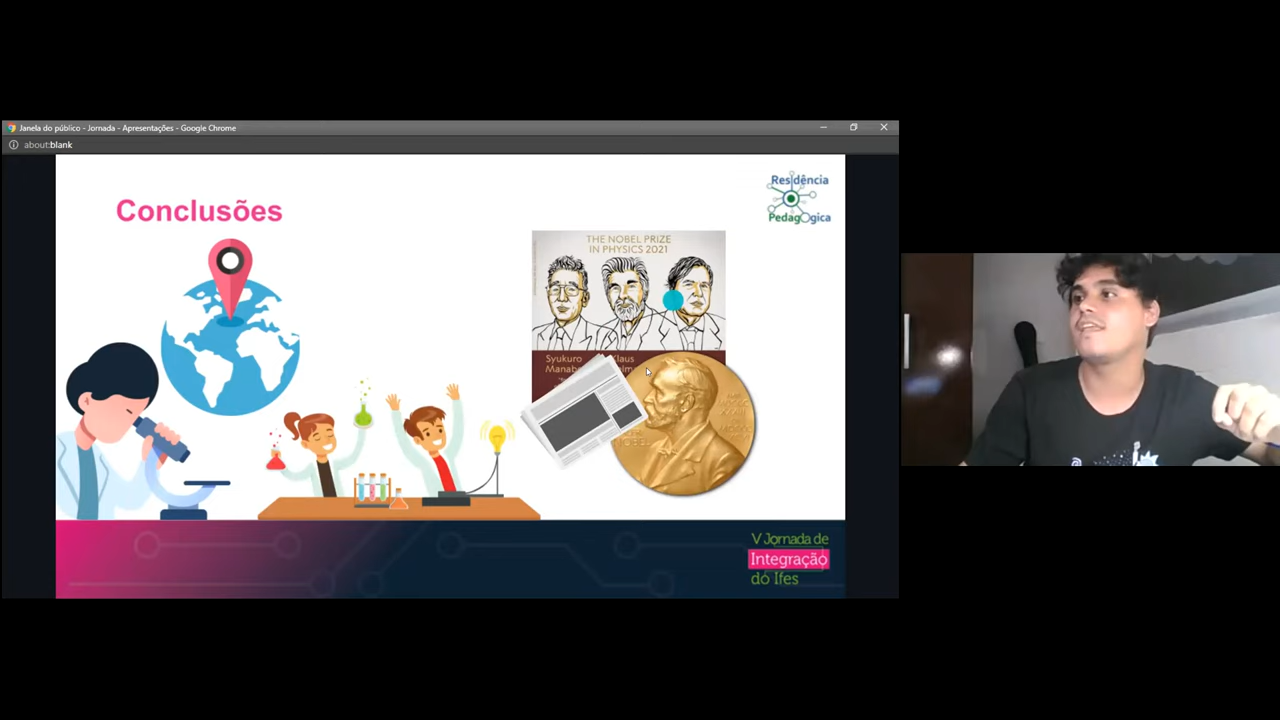 Janela do público - Jornada - Apresentações - Google Chrome
about:blank
Conclusões
Residência
Pedagógica
THE NOBEL PRIZE
IN PHYSICS 2021
Syukuro
Klaus
V Jornada de
Integração
do Ifes